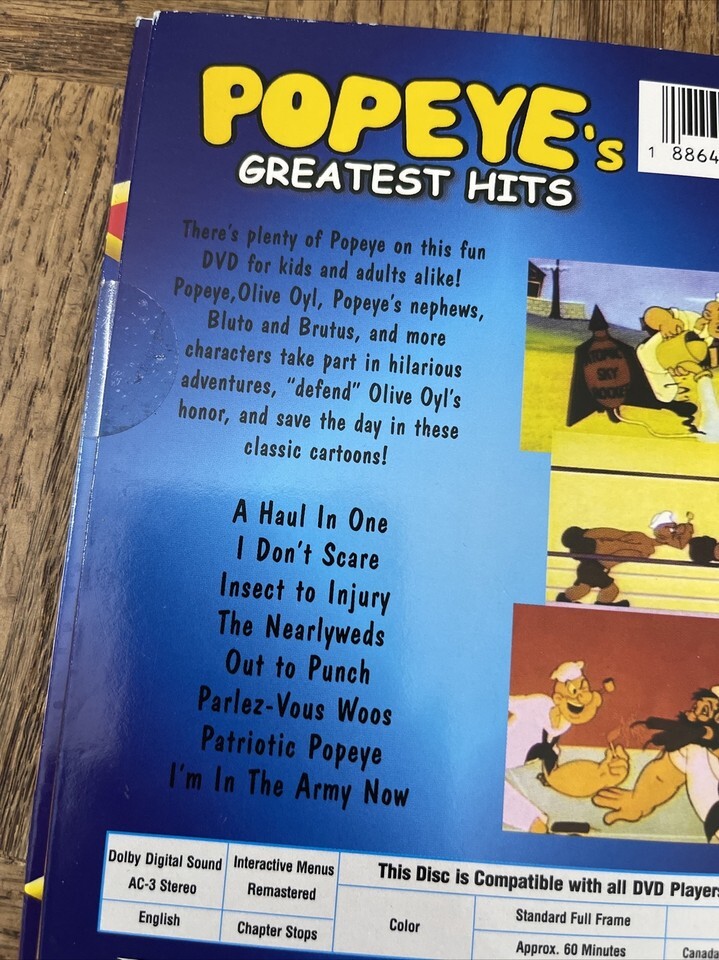 POPEYE's
GREATEST HITS
1 8864
There's plenty of Popeye on this fun
DVD for kids and adults alike!
Popeye,Olive Oyl, Popeye's nephews,
Bluto and Brutus, and more
characters take part in hilarious
adventures, "defend" Olive Oyl's
honor, and save the day in these
classic cartoons!
SKY
A Haul In One
I Don't Scare
Insect to Injury
The Nearlyweds
Out to Punch
Parlez-Vous Woos
Patriotic Popeye
I'm In The Army Now
Dolby Digital Sound
AC-3 Stereo
Interactive Menus
Remastered
This Disc is Compatible with all DVD Players
English
Chapter Stops
Color
Standard Full Frame
Approx. 60 Minutes
Canada